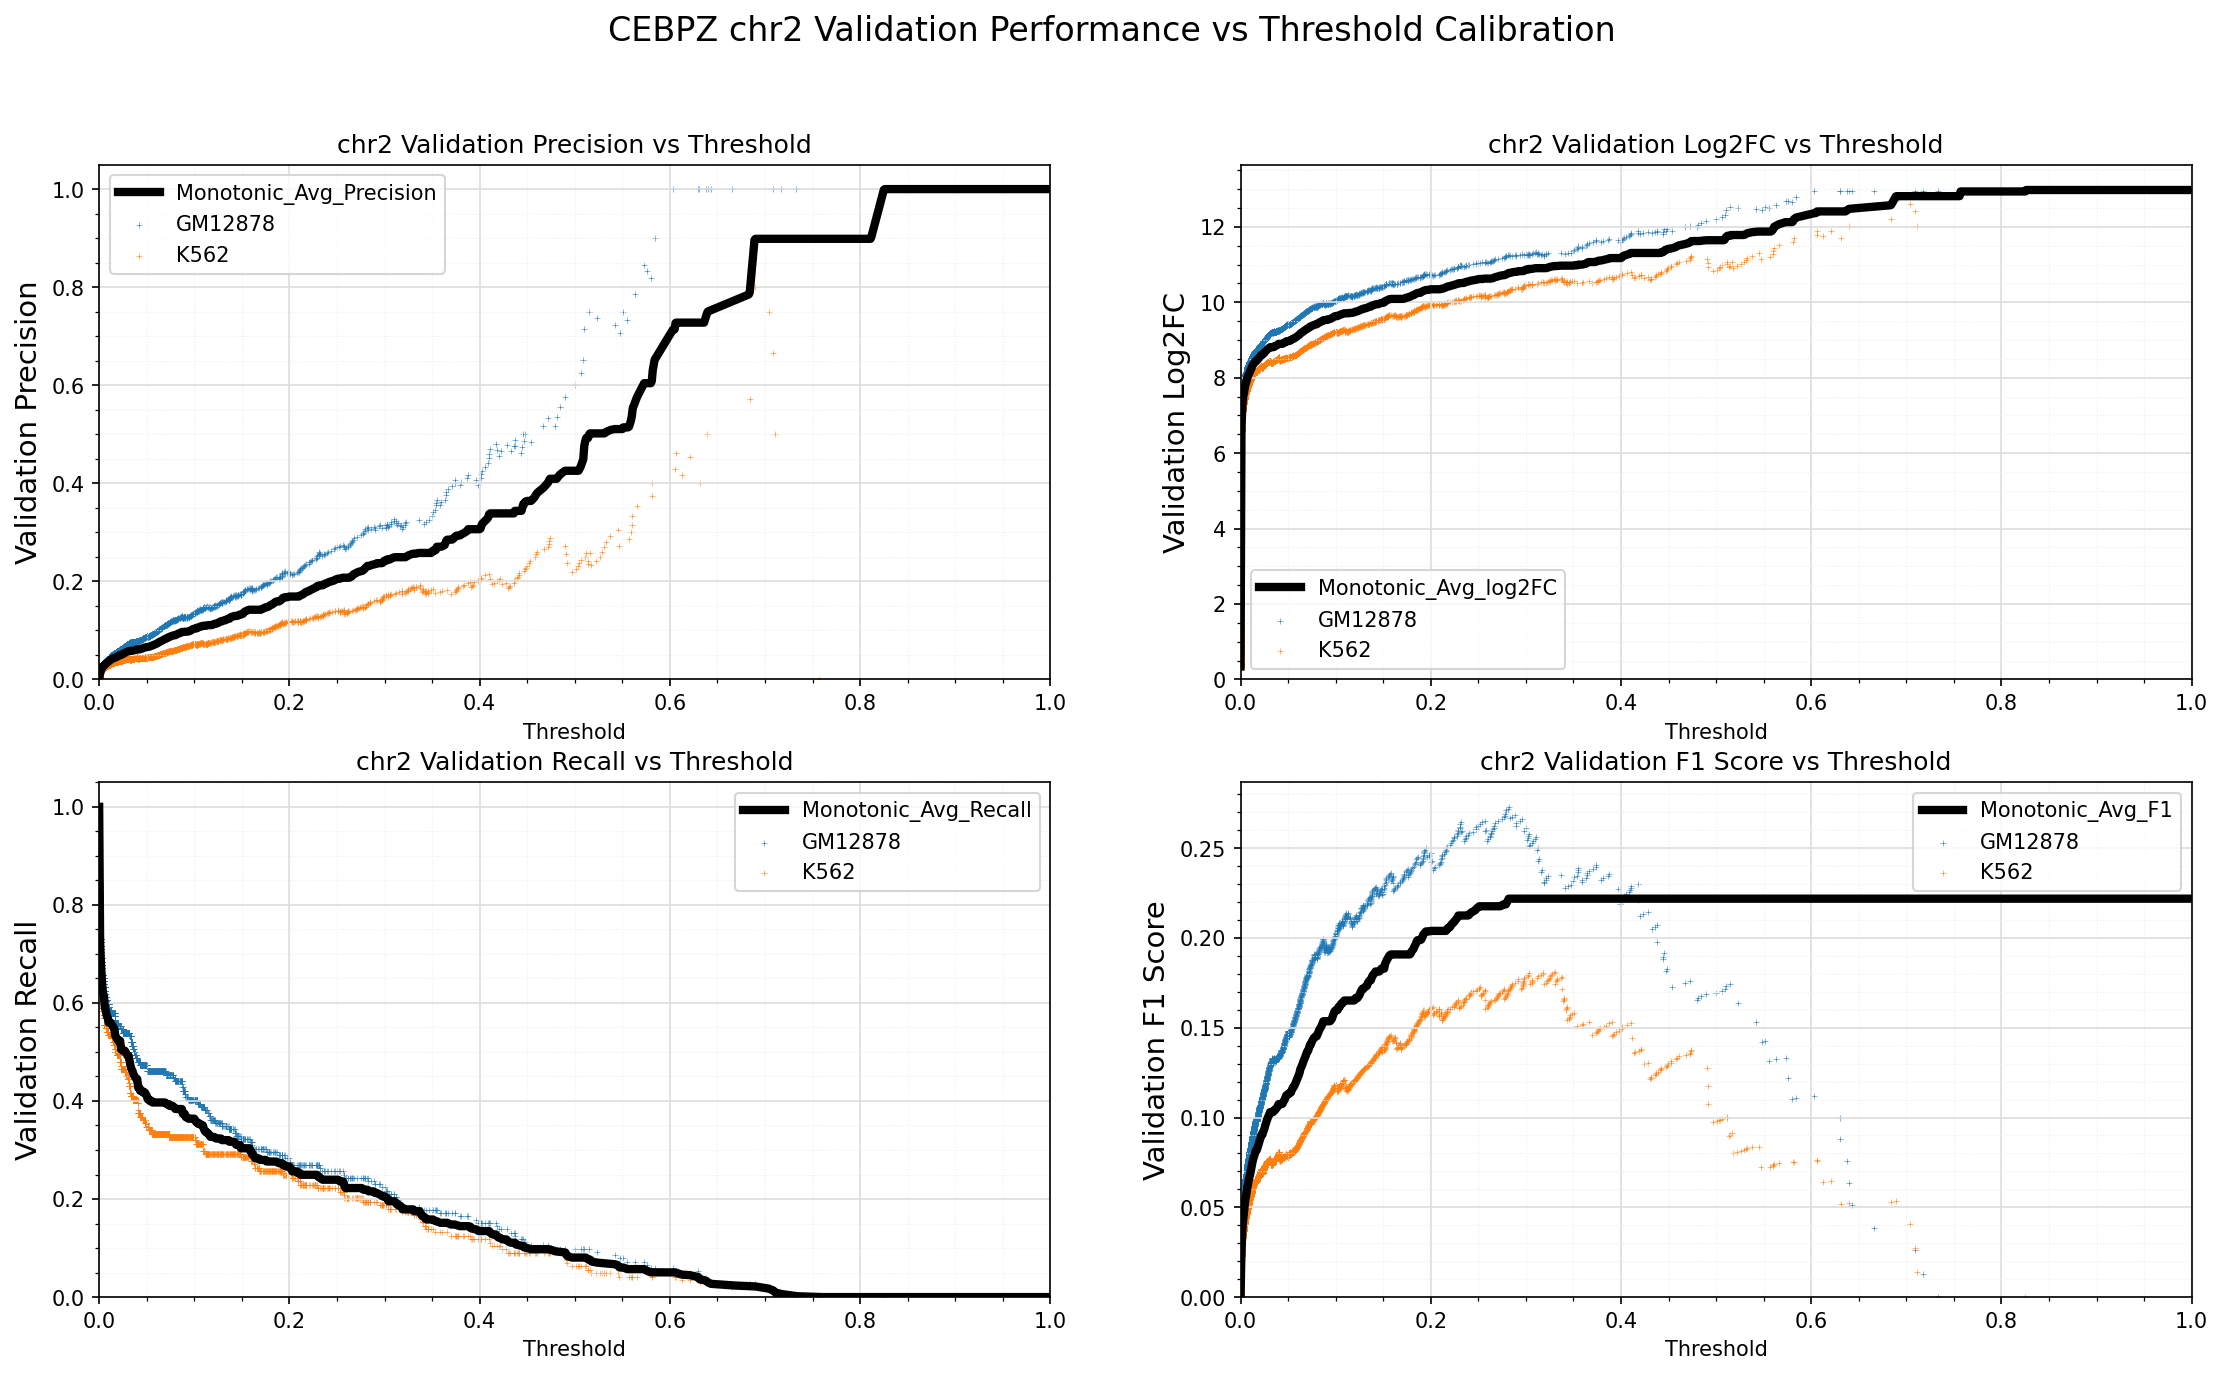 CEBPZ chr2 Validation Performance vs Threshold Calibration
chr2 Validation Precision vs Threshold
Validation Precision
1.0
0.8
0.6
0.4
0.2
0.0
Monotonic_Avg_Precision
GM12878
K562
0.0 0.2 0.4 0.6 0.8 1.0
Threshold
chr2 Validation Log2FC vs Threshold
Validation Log2FC
12
10
8
6
4
2
0
Monotonic_Avg_log2FC
GM12878
K562
0.0 0.2 0.4 0.6 0.8 1.0
Threshold
chr2 Validation Recall vs Threshold
Validation Recall
1.0
0.8
0.6
0.4
0.2
0.0
Monotonic_Avg_Recall
GM12878
K562
0.0 0.2 0.4 0.6 0.8 1.0
Threshold
chr2 Validation F1 Score vs Threshold
Validation F1 Score
0.25
0.20
0.15
0.10
0.05
0.00
Monotonic_Avg_F1
GM12878
K562
0.0 0.2 0.4 0.6 0.8 1.0
Threshold